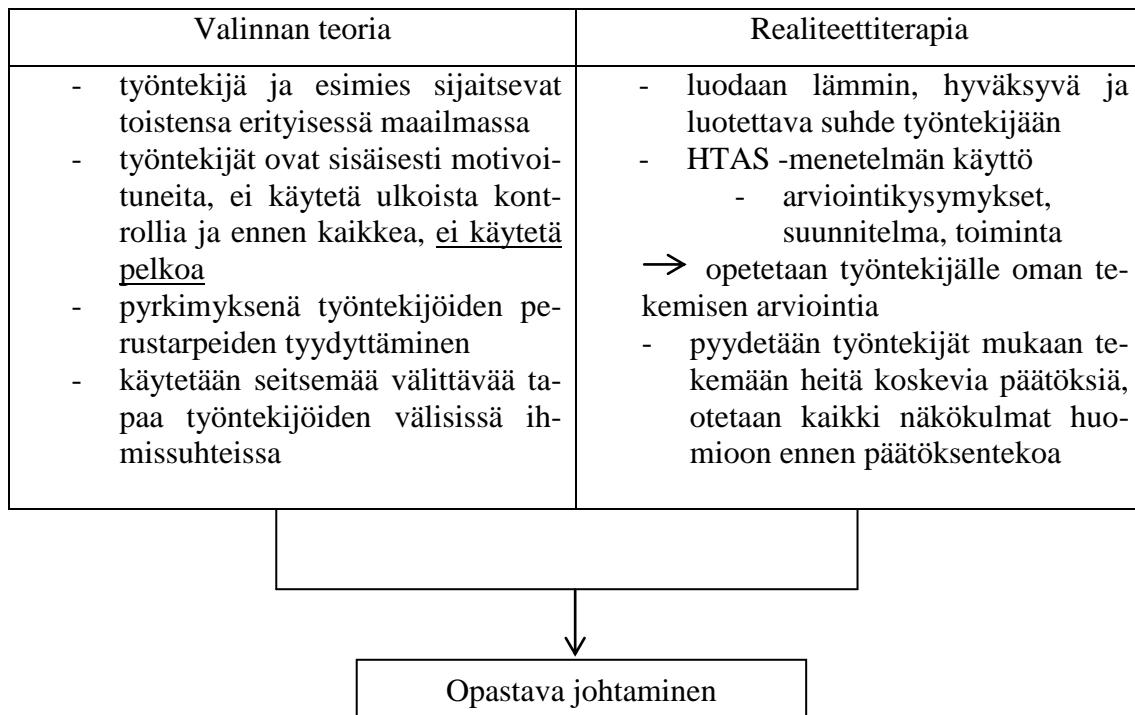 Valinnan teoria
- työntekijä ja esimies sijaitsevat
toistensa erityisessä maailmassa
- työntekijät ovat sisäisesti motivoi-
tuneita, ei käytetä ulkoista kont-
rollia ja ennen kaikkea, ei käytetä
pelkoa
- pyrkimyksenä työntekijöiden pe-
rustarpeiden tyydyttäminen
- käytetään seitsemää välittävää ta-
paa työntekijöiden välisissä ih-
missuhteissa
Realiteettiterapia
- luodaan lämmin, hyväksyvä ja
luotettava suhde työntekijään
- HTAS -menetelmän käyttö
- arviointikysymykset,
suunnitelma, toiminta
→ opetetaan työntekijälle oman te-
kemisen arviointia
- pyydetään työntekijät mukaan te-
kemään heitä koskevia päätöksiä,
otetaan kaikki näkökulmat huo-
mioon ennen päätöksentekoa
Opastava johtaminen